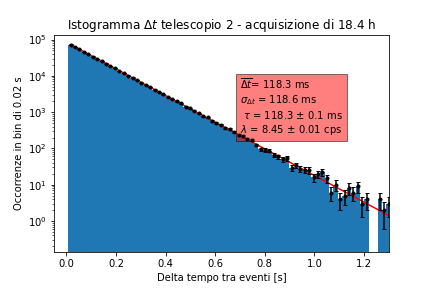 Istogramma Δt telescopio 2 - acquisizione di 18.4 h
Occorrenze in bin di 0.02 s
10⁵
10⁴
10³
10²
10¹
10⁰
Δt̅= 118.3 ms
σΔt = 118.6 ms
τ = 118.3 ± 0.1 ms
λ = 8.45 ± 0.01 cps
0.0 0.2 0.4 0.6 0.8 1.0 1.2
Delta tempo tra eventi [s]